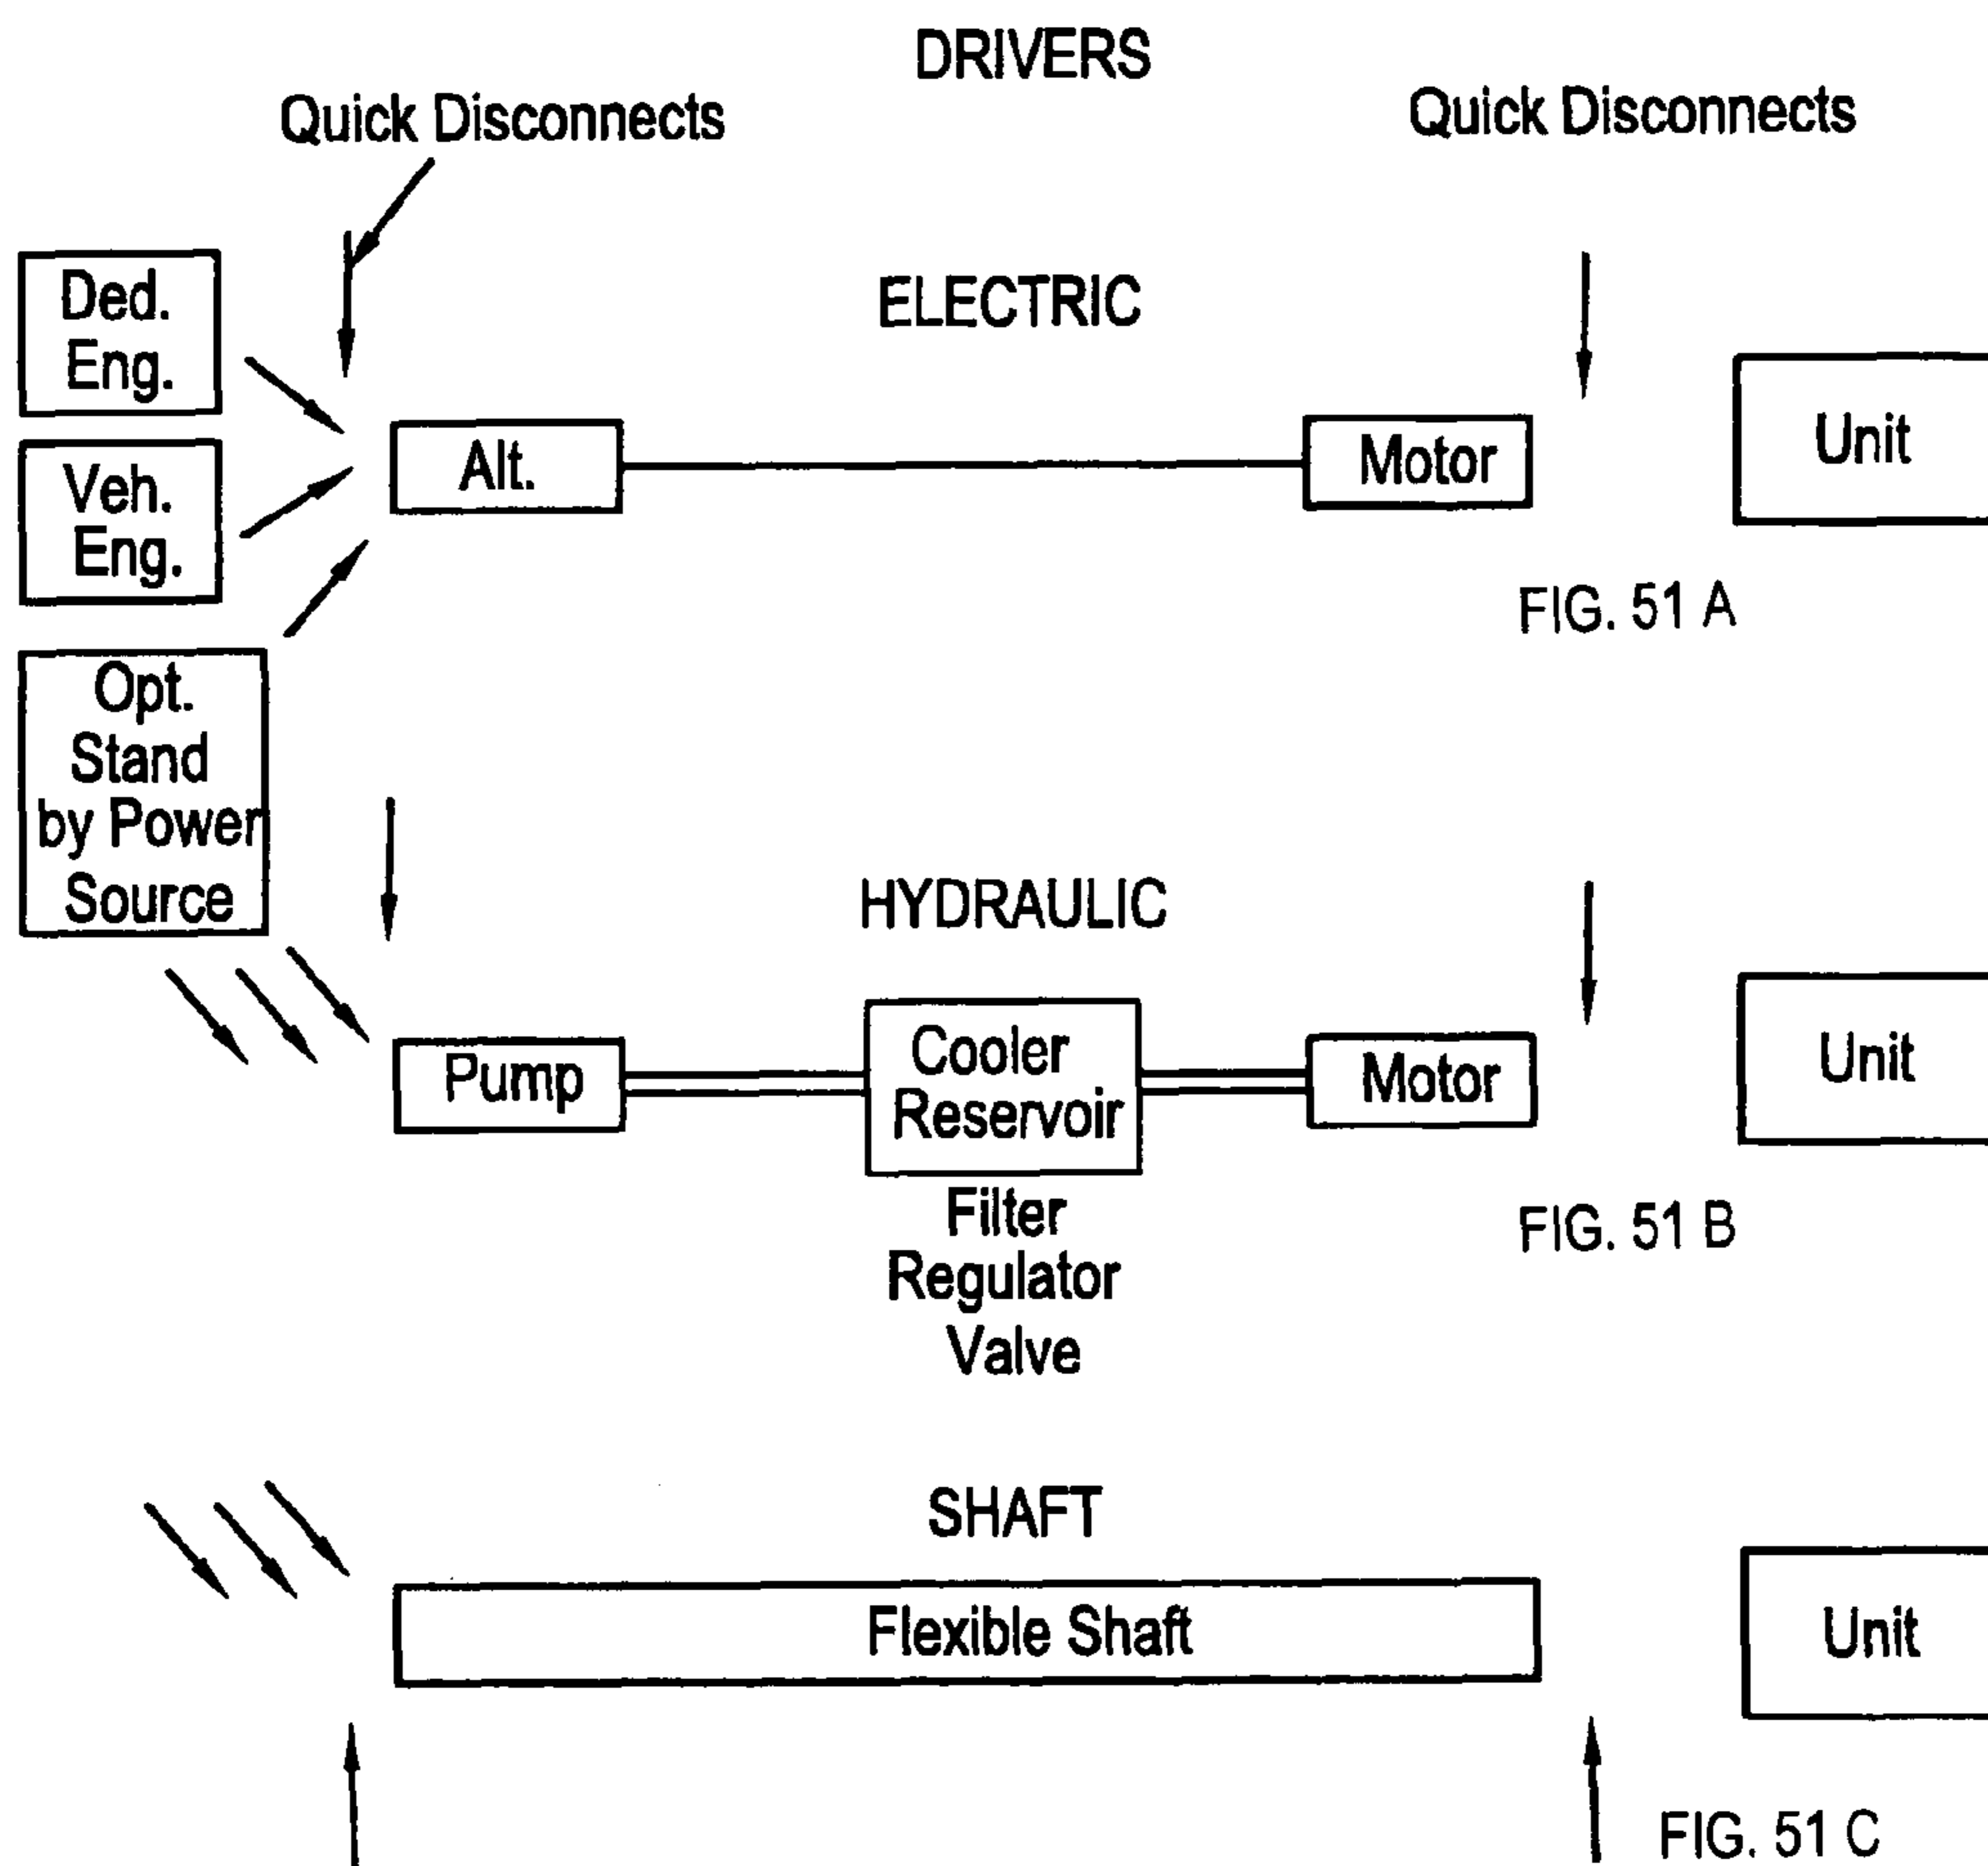 DRIVERS
Quick Disconnects
Quick Disconnects
Ded.
Eng.
ELECTRIC
Veh.
Eng.
Alt.
Motor
Unit
FIG. 51 A
Opt.
Stand
by Power
Source
HYDRAULIC
Pump
Cooler
Reservoir
Motor
Unit
Filter
Regulator
Valve
FIG. 51 B
SHAFT
Flexible Shaft
Unit
FIG. 51 C